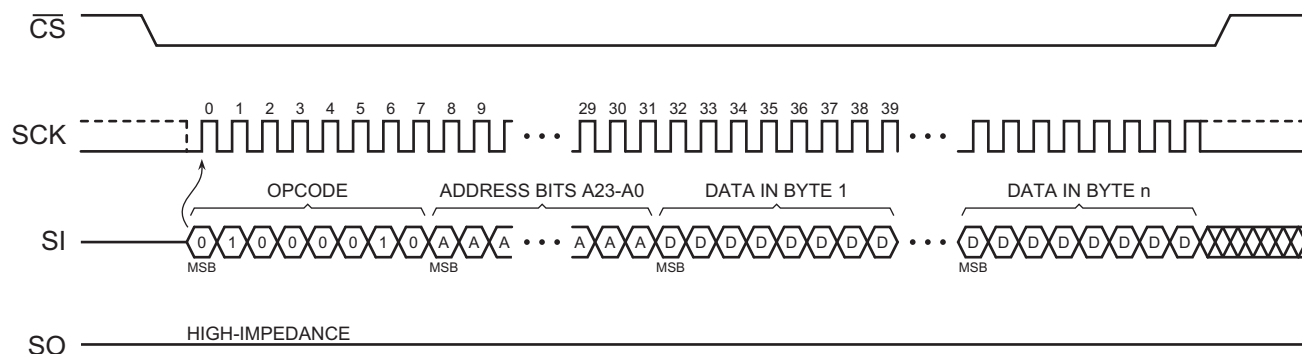 CS
0 1 2 3 4 5 6 7 8 9 29 30 31 32 33 34 35 36 37 38 39
SCK
OPCODE ADDRESS BITS A23-A0 DATA IN BYTE 1 DATA IN BYTE n
SI 0 1 0 0 0 0 1 0 A A A A A A D D D D D D D D D D D D D D D D
MSB MSB MSB MSB
HIGH-IMPEDANCE
SO